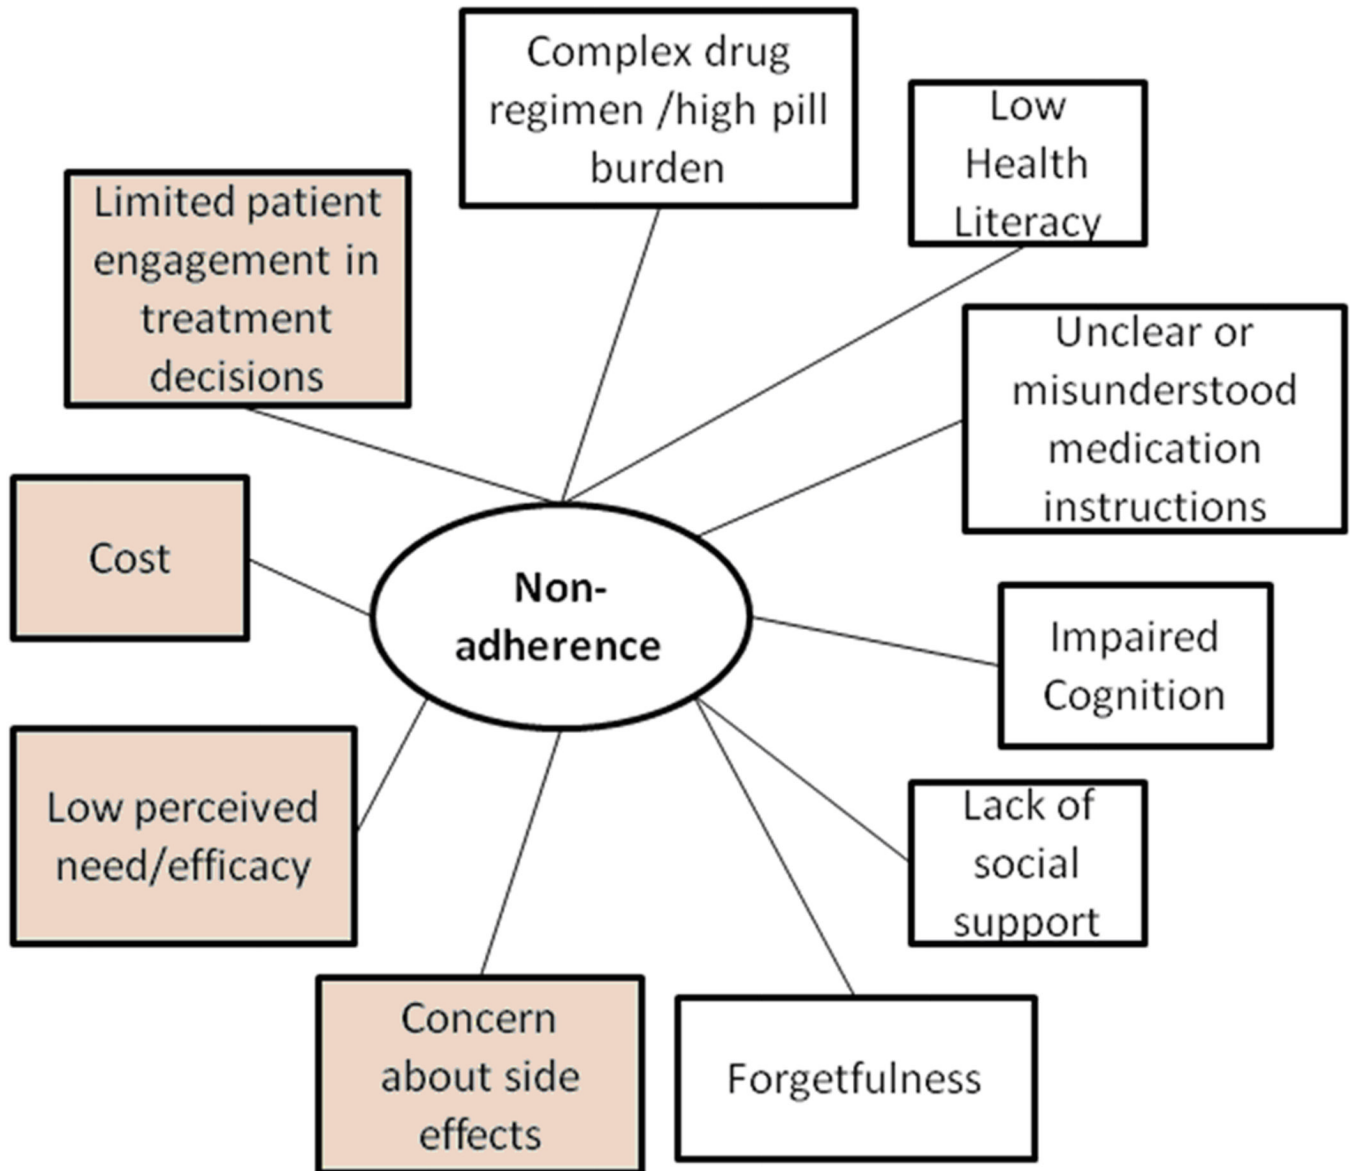 Complex drug
regimen /high pill
burden
Low
Health
Literacy
Limited patient
engagement in
treatment
decisions
Unclear or
misunderstood
medication
instructions
Cost
Non-
adherence
Impaired
Cognition
Low perceived
need/efficacy
Lack of
social
support
Concern
about side
effects
Forgetfulness